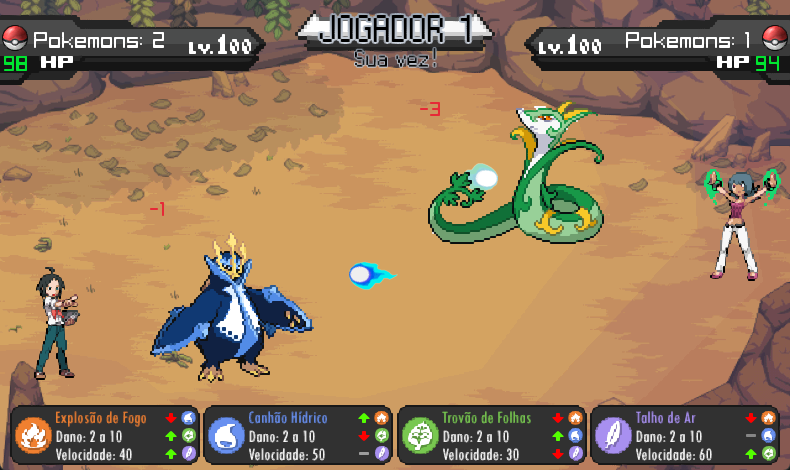 JOGADOR 1
Sua vez!
Pokemons: 2
Lv.100
98 HP
Lv.100
Pokemons: 1
HP 94
-3
-1
Explosão de Fogo
Dano: 2 a 10
Velocidade: 40
Canhão Hídrico
Dano: 2 a 10
Velocidade: 50
Trovão de Folhas
Dano: 2 a 10
Velocidade: 30
Talho de Ar
Dano: 2 a 10
Velocidade: 60